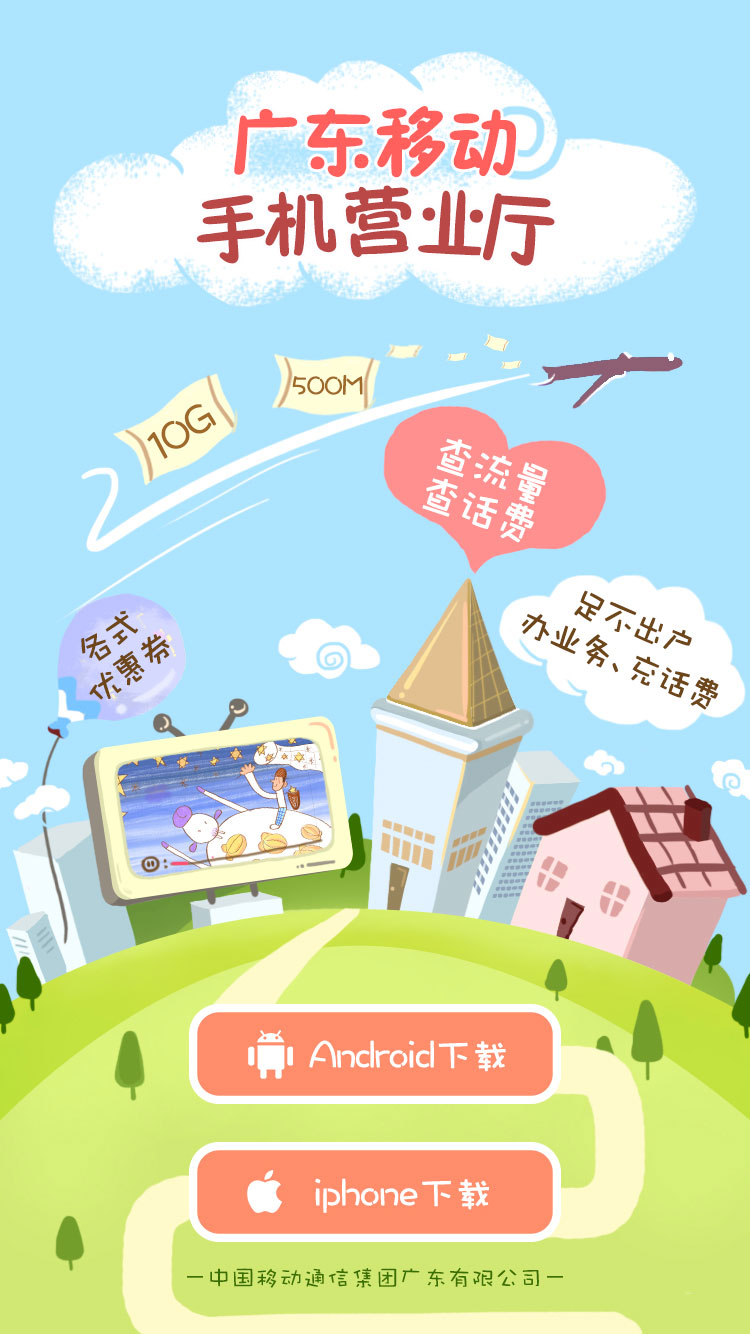 广东移动
手机营业厅
10G
500M
查流量
查话费
足不出户
办业务、充话费
各式
优惠券
Android下载
iphone下载
—中国移动通信集团广东有限公司—